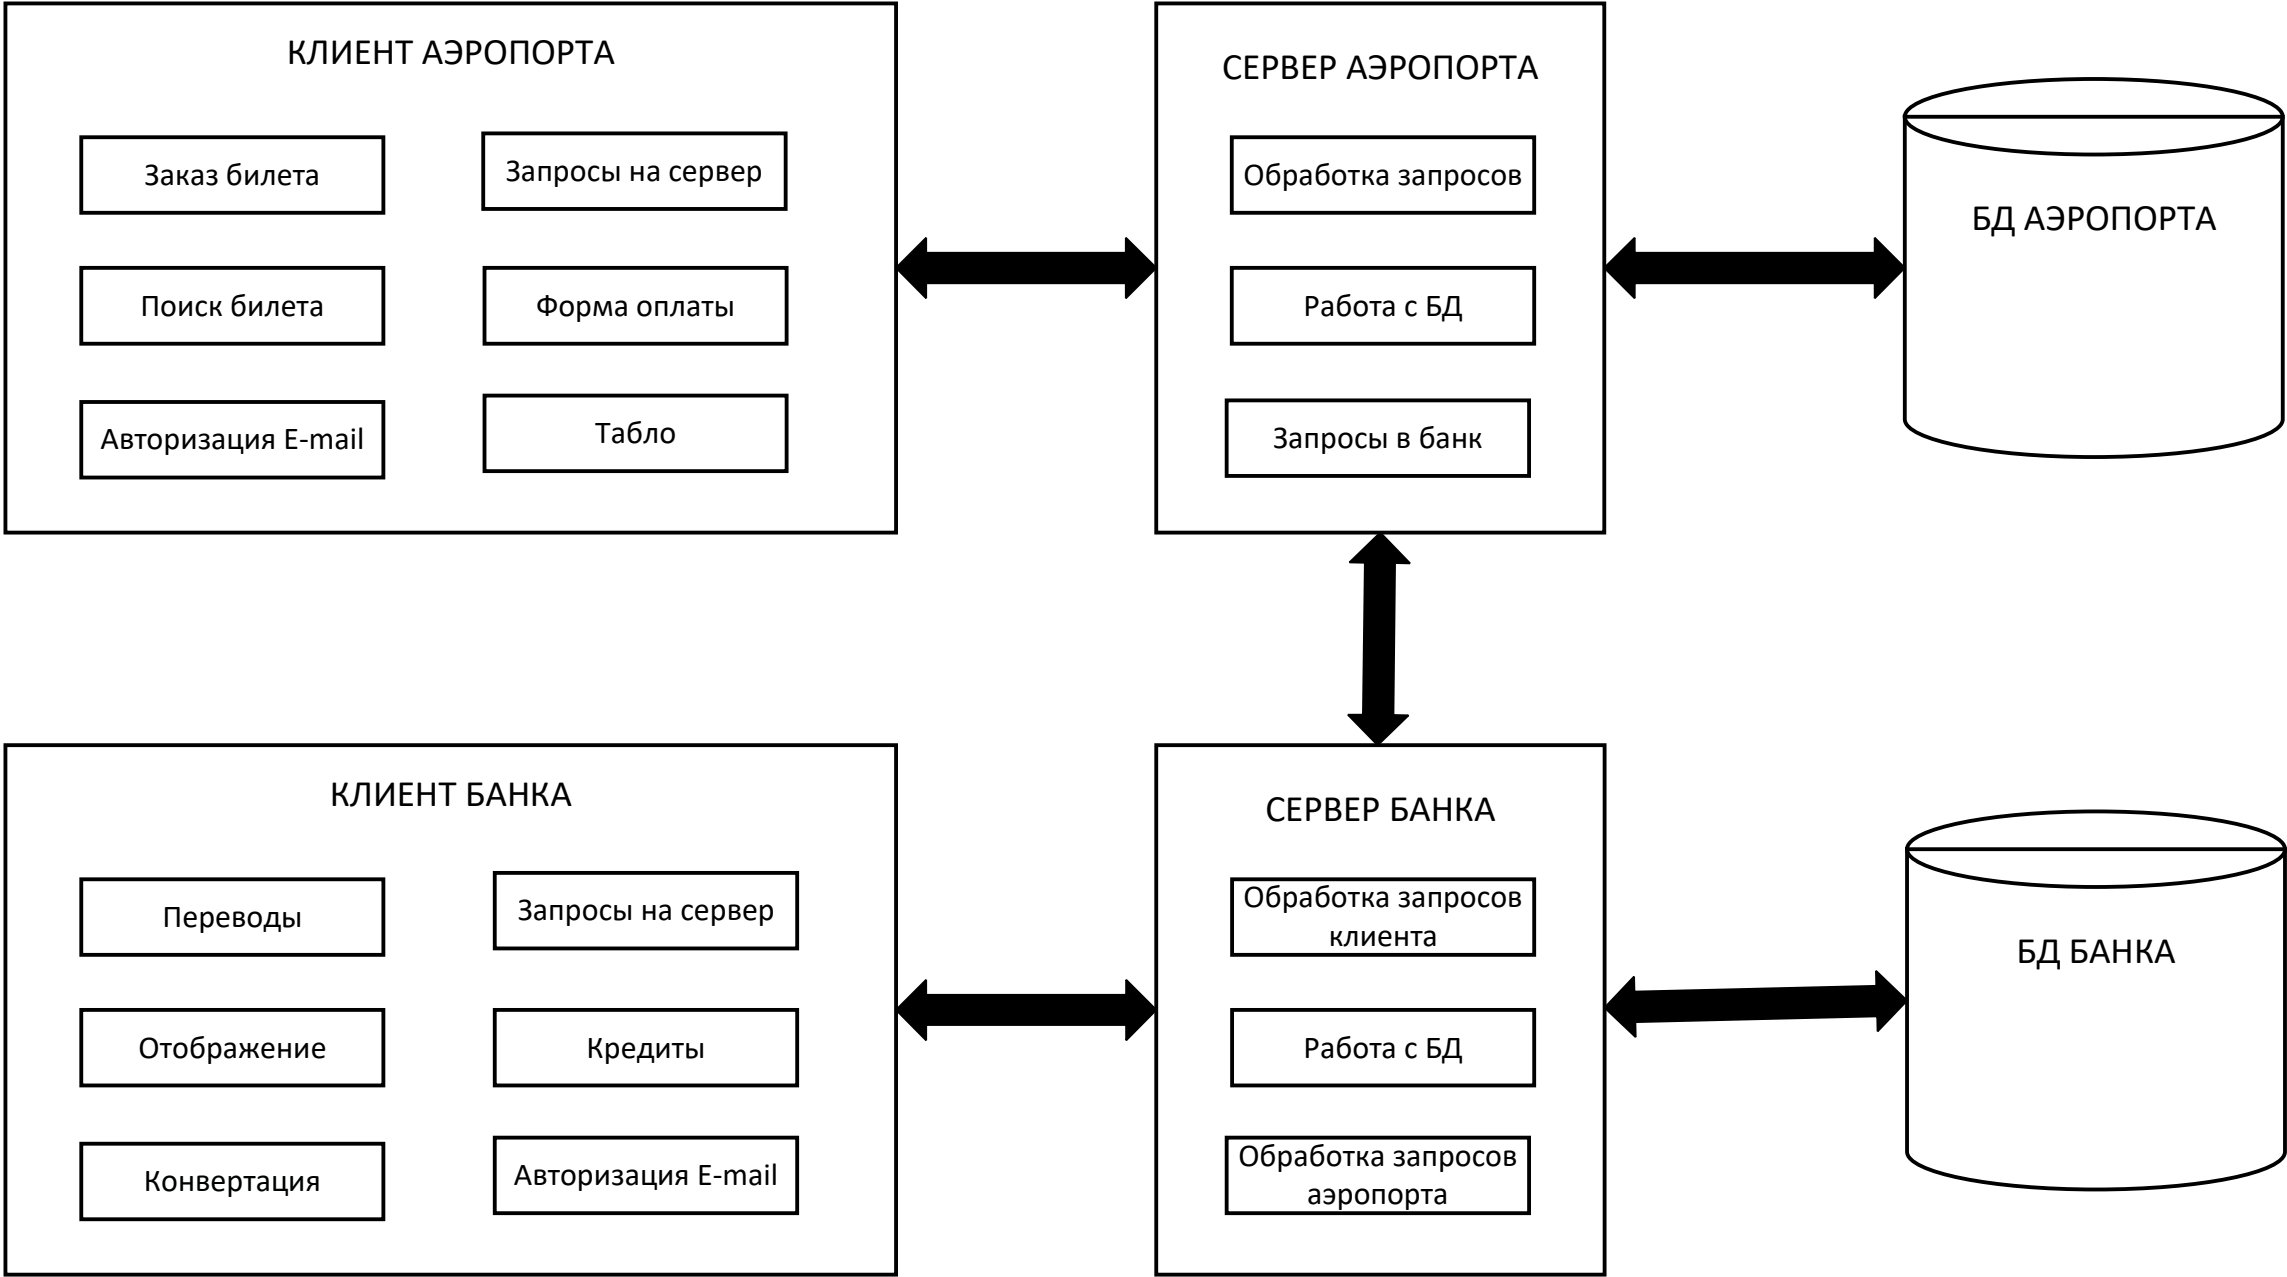 КЛИЕНТ АЭРОПОРТА
Заказ билета
Запросы на сервер
Поиск билета
Форма оплаты
Авторизация E-mail
Табло
СЕРВЕР АЭРОПОРТА
Обработка запросов
Работа с БД
Запросы в банк
БД АЭРОПОРТА
КЛИЕНТ БАНКА
Переводы
Запросы на сервер
Отображение
Кредиты
Конвертация
Авторизация E-mail
СЕРВЕР БАНКА
Обработка запросов
клиента
Работа с БД
Обработка запросов
аэропорта
БД БАНКА